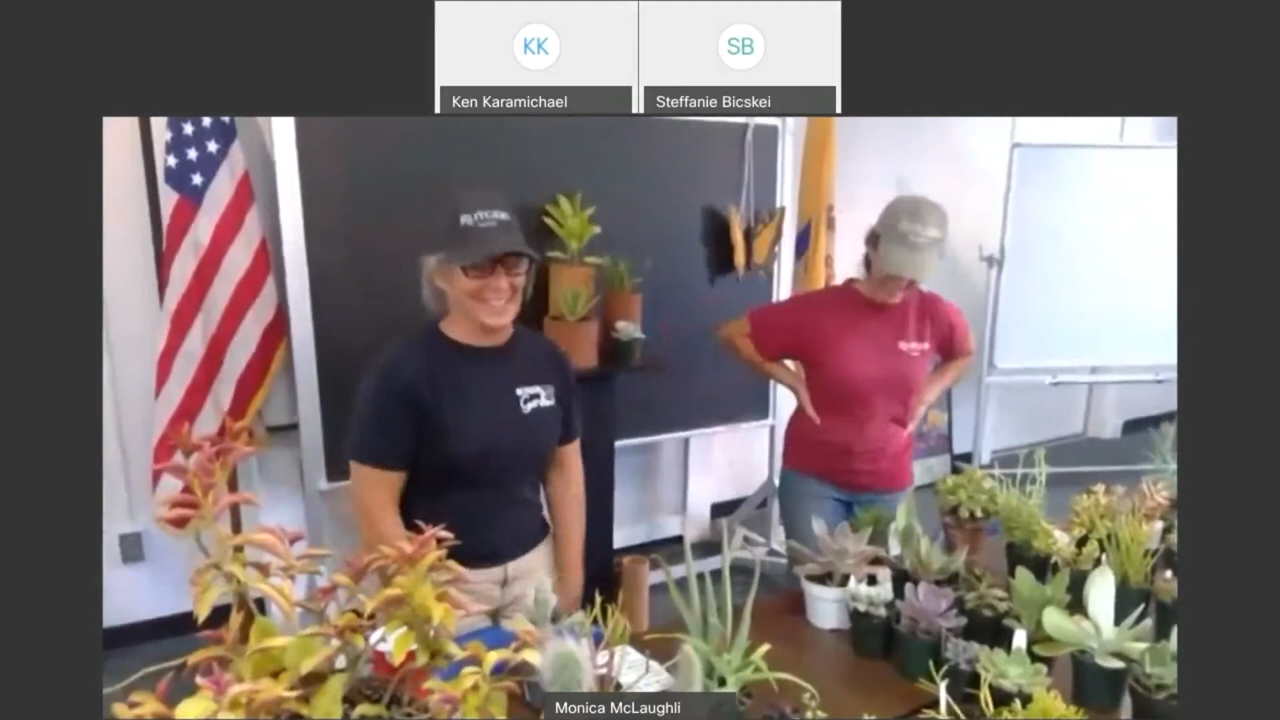 KK
SB
Ken Karamichael
Steffanie Bicskei
RUTGERS
Monica McLaughli